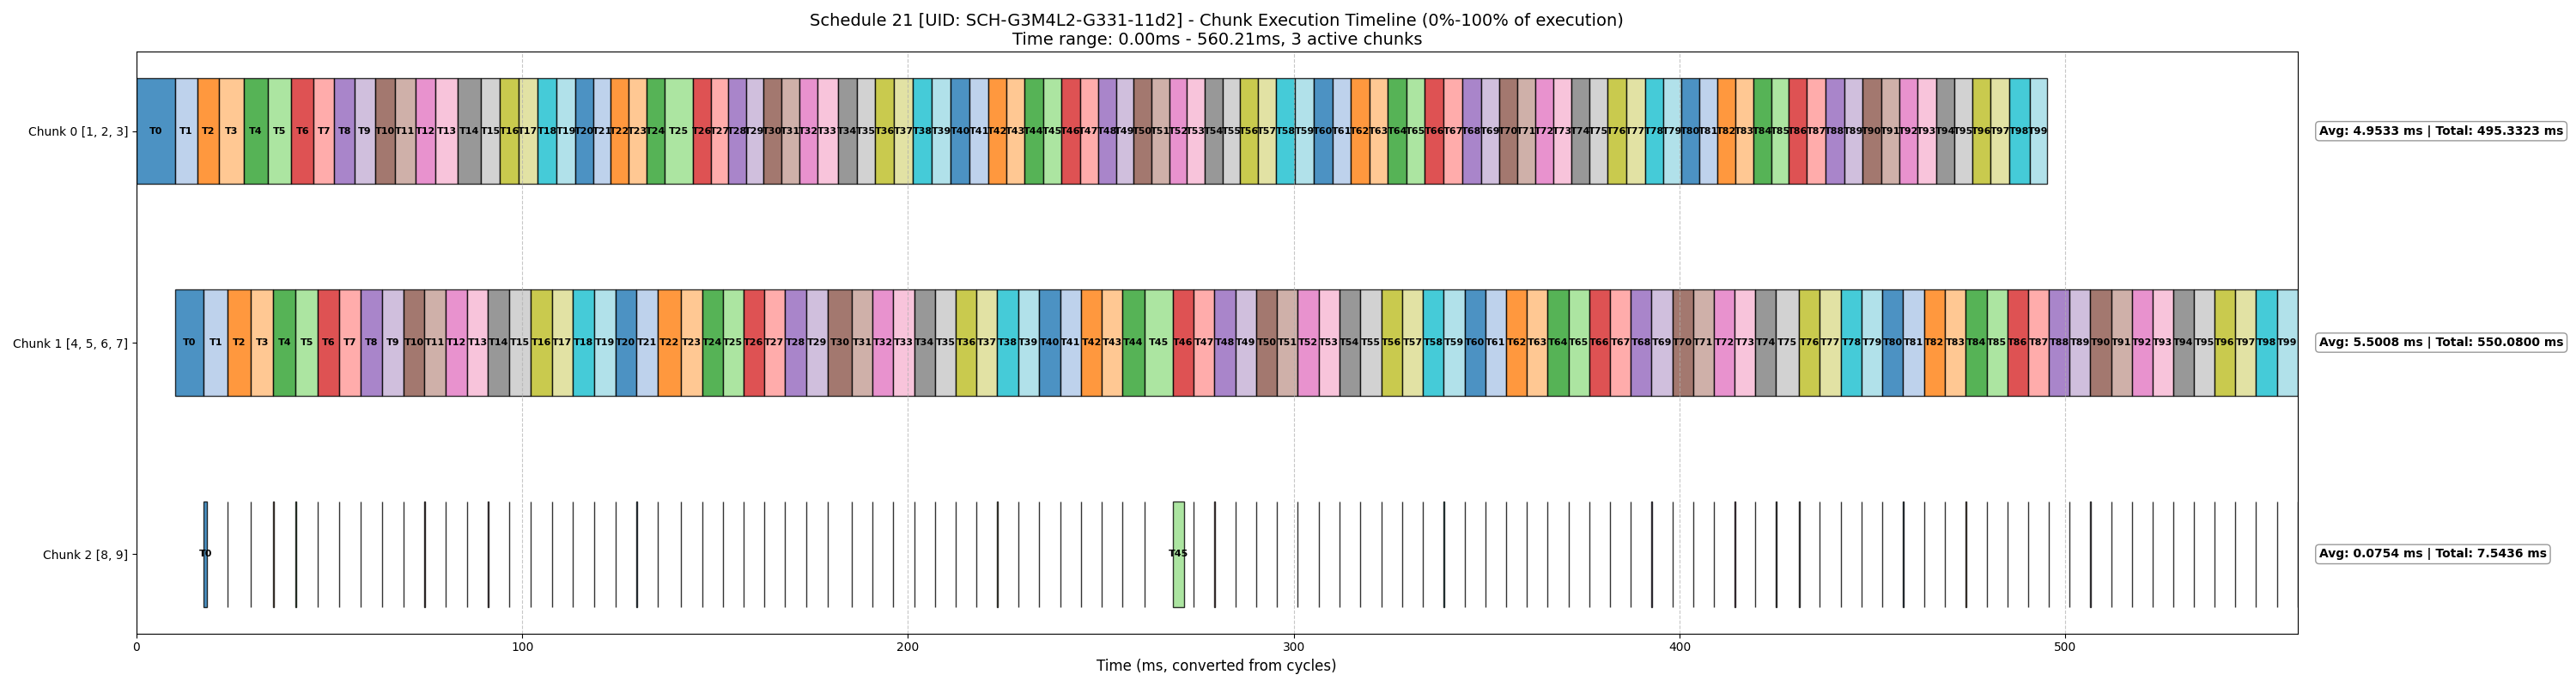 Schedule 21 [UID: SCH-G3M4L2-G331-11d2] - Chunk Execution Timeline (0%-100% of execution)
Time range: 0.00ms - 560.21ms, 3 active chunks
Chunk 0 [1, 2, 3]
T0 T1 T2 T3 T4 T5 T6 T7 T8 T9 T10 T11 T12 T13 T14 T15 T16 T17 T18 T19 T20 T21 T22 T23 T24 T25 T26 T27 T28 T29 T30 T31 T32 T33 T34 T35 T36 T37 T38 T39 T40 T41 T42 T43 T44 T45 T46 T47 T48 T49 T50 T51 T52 T53 T54 T55 T56 T57 T58 T59 T60 T61 T62 T63 T64 T65 T66 T67 T68 T69 T70 T71 T72 T73 T74 T75 T76 T77 T78 T79 T80 T81 T82 T83 T84 T85 T86 T87 T88 T89 T90 T91 T92 T93 T94 T95 T96 T97 T98 T99
Avg: 4.9533 ms | Total: 495.3323 ms
Chunk 1 [4, 5, 6, 7]
T0 T1 T2 T3 T4 T5 T6 T7 T8 T9 T10 T11 T12 T13 T14 T15 T16 T17 T18 T19 T20 T21 T22 T23 T24 T25 T26 T27 T28 T29 T30 T31 T32 T33 T34 T35 T36 T37 T38 T39 T40 T41 T42 T43 T44 T45 T46 T47 T48 T49 T50 T51 T52 T53 T54 T55 T56 T57 T58 T59 T60 T61 T62 T63 T64 T65 T66 T67 T68 T69 T70 T71 T72 T73 T74 T75 T76 T77 T78 T79 T80 T81 T82 T83 T84 T85 T86 T87 T88 T89 T90 T91 T92 T93 T94 T95 T96 T97 T98 T99
Avg: 5.5008 ms | Total: 550.0800 ms
Chunk 2 [8, 9]
T0 T45
Avg: 0.0754 ms | Total: 7.5436 ms
0 100 200 300 400 500
Time (ms, converted from cycles)